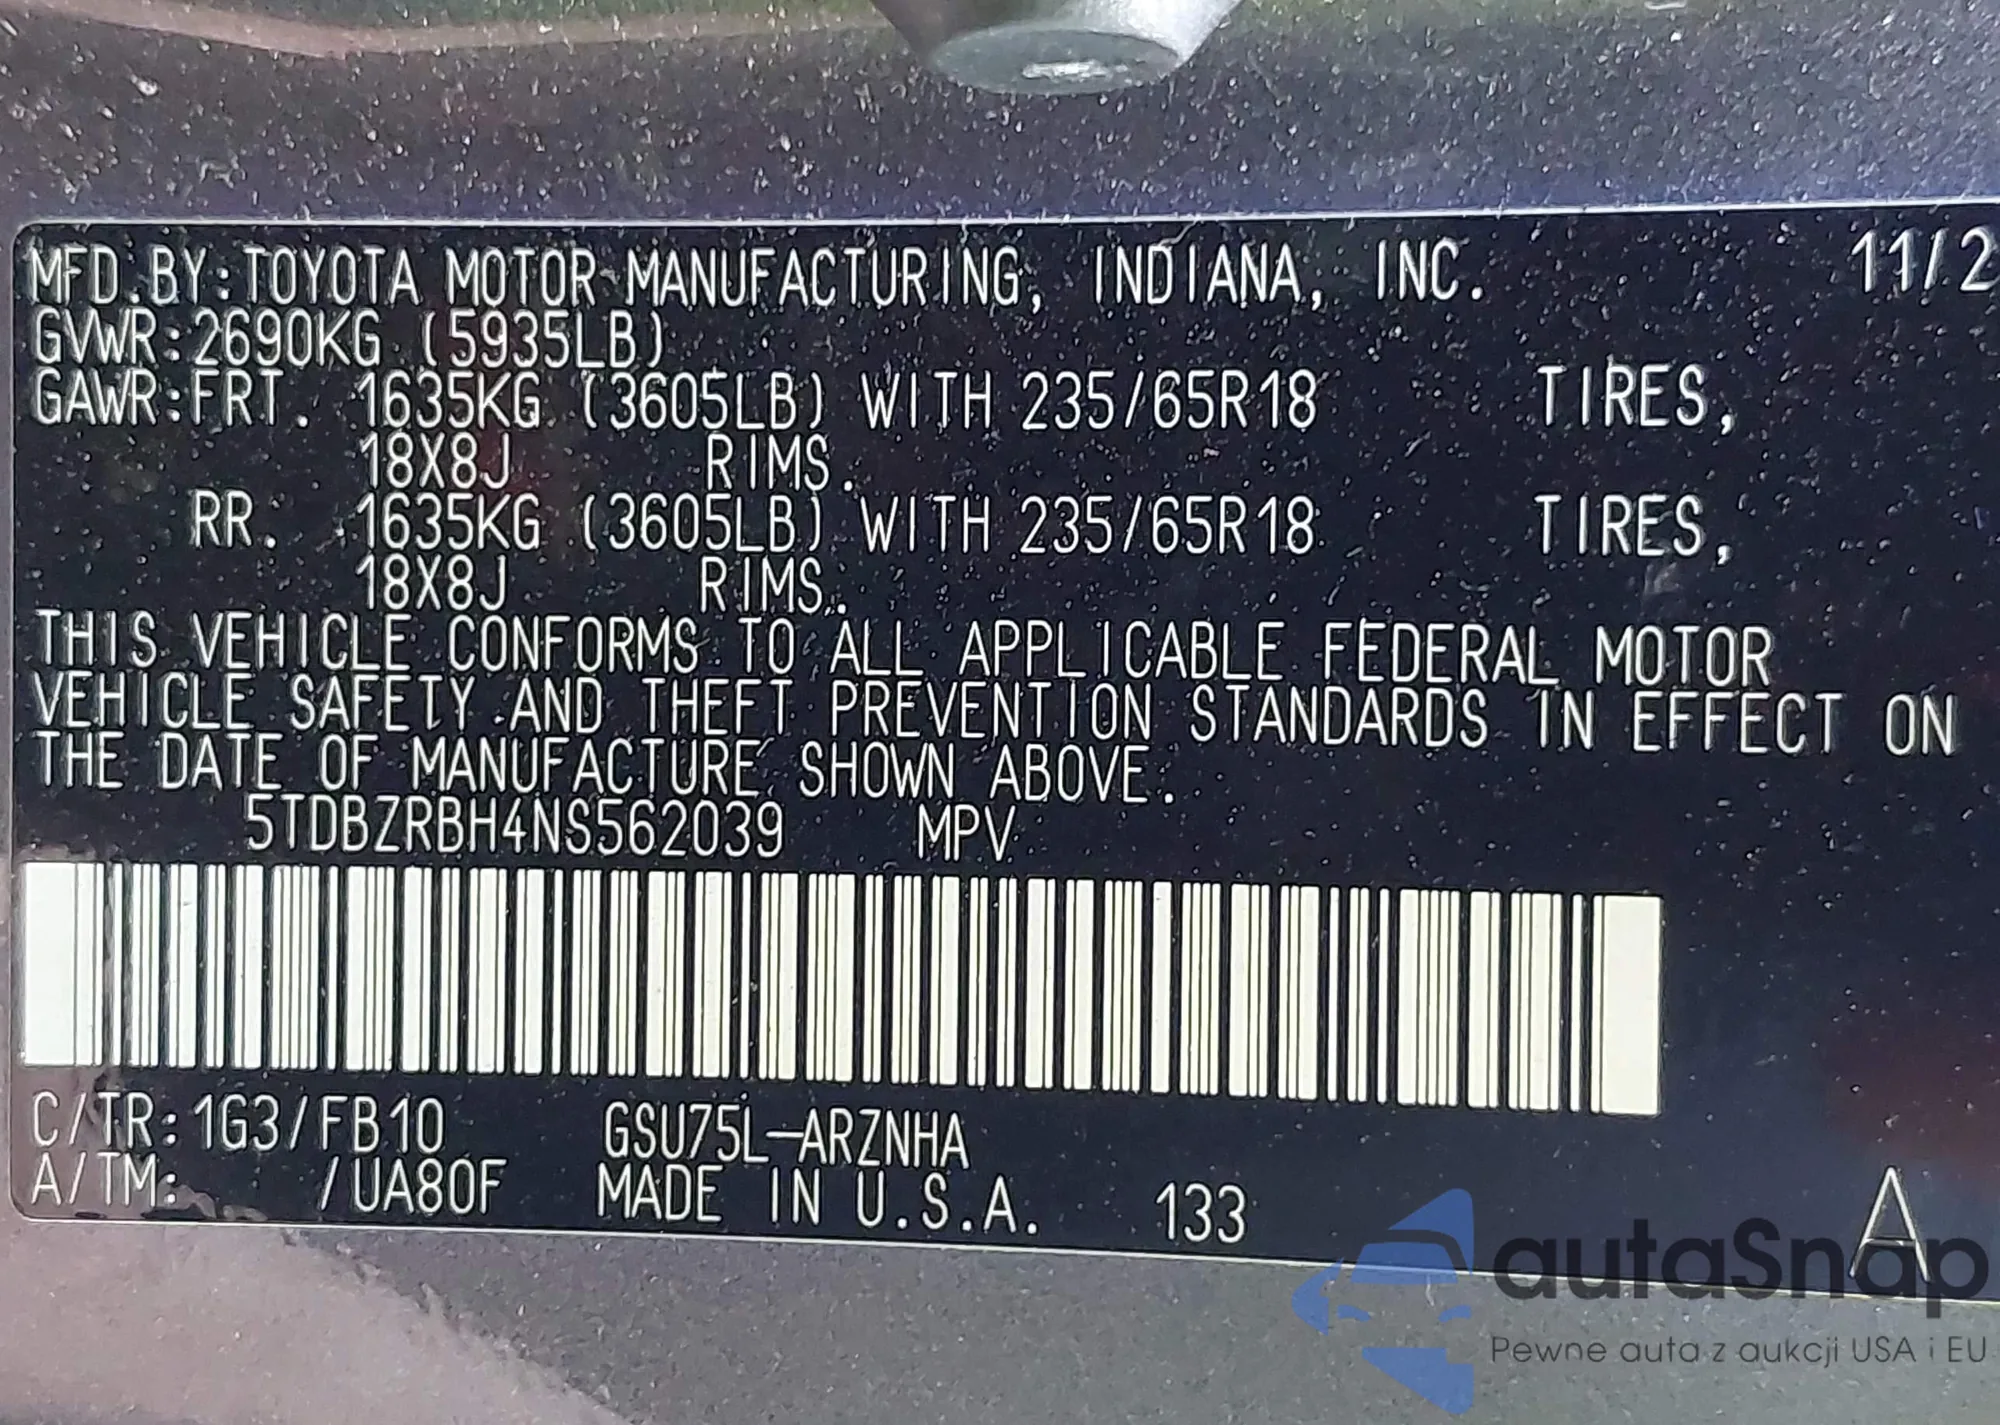 MFD.BY:TOYOTA MOTOR MANUFACTURING, INDIANA, INC. 11/2
GVWR:2690KG (5935LB)
GAWR:FRT. 1635KG (3605LB) WITH 235/65R18 TIRES,
18X8J RIMS.
RR. 1635KG (3605LB) WITH 235/65R18 TIRES,
18X8J RIMS.
THIS VEHICLE CONFORMS TO ALL APPLICABLE FEDERAL MOTOR
VEHICLE SAFETY AND THEFT PREVENTION STANDARDS IN EFFECT ON
THE DATE OF MANUFACTURE SHOWN ABOVE.
5TDBZRBH4NS562039 MPV
C/TR:1G3/FB10 GSU75L-ARZNHA
A/TM: /UA80F MADE IN U.S.A. 133 A
autaSnap
Pewne auta z aukcji USA i EU